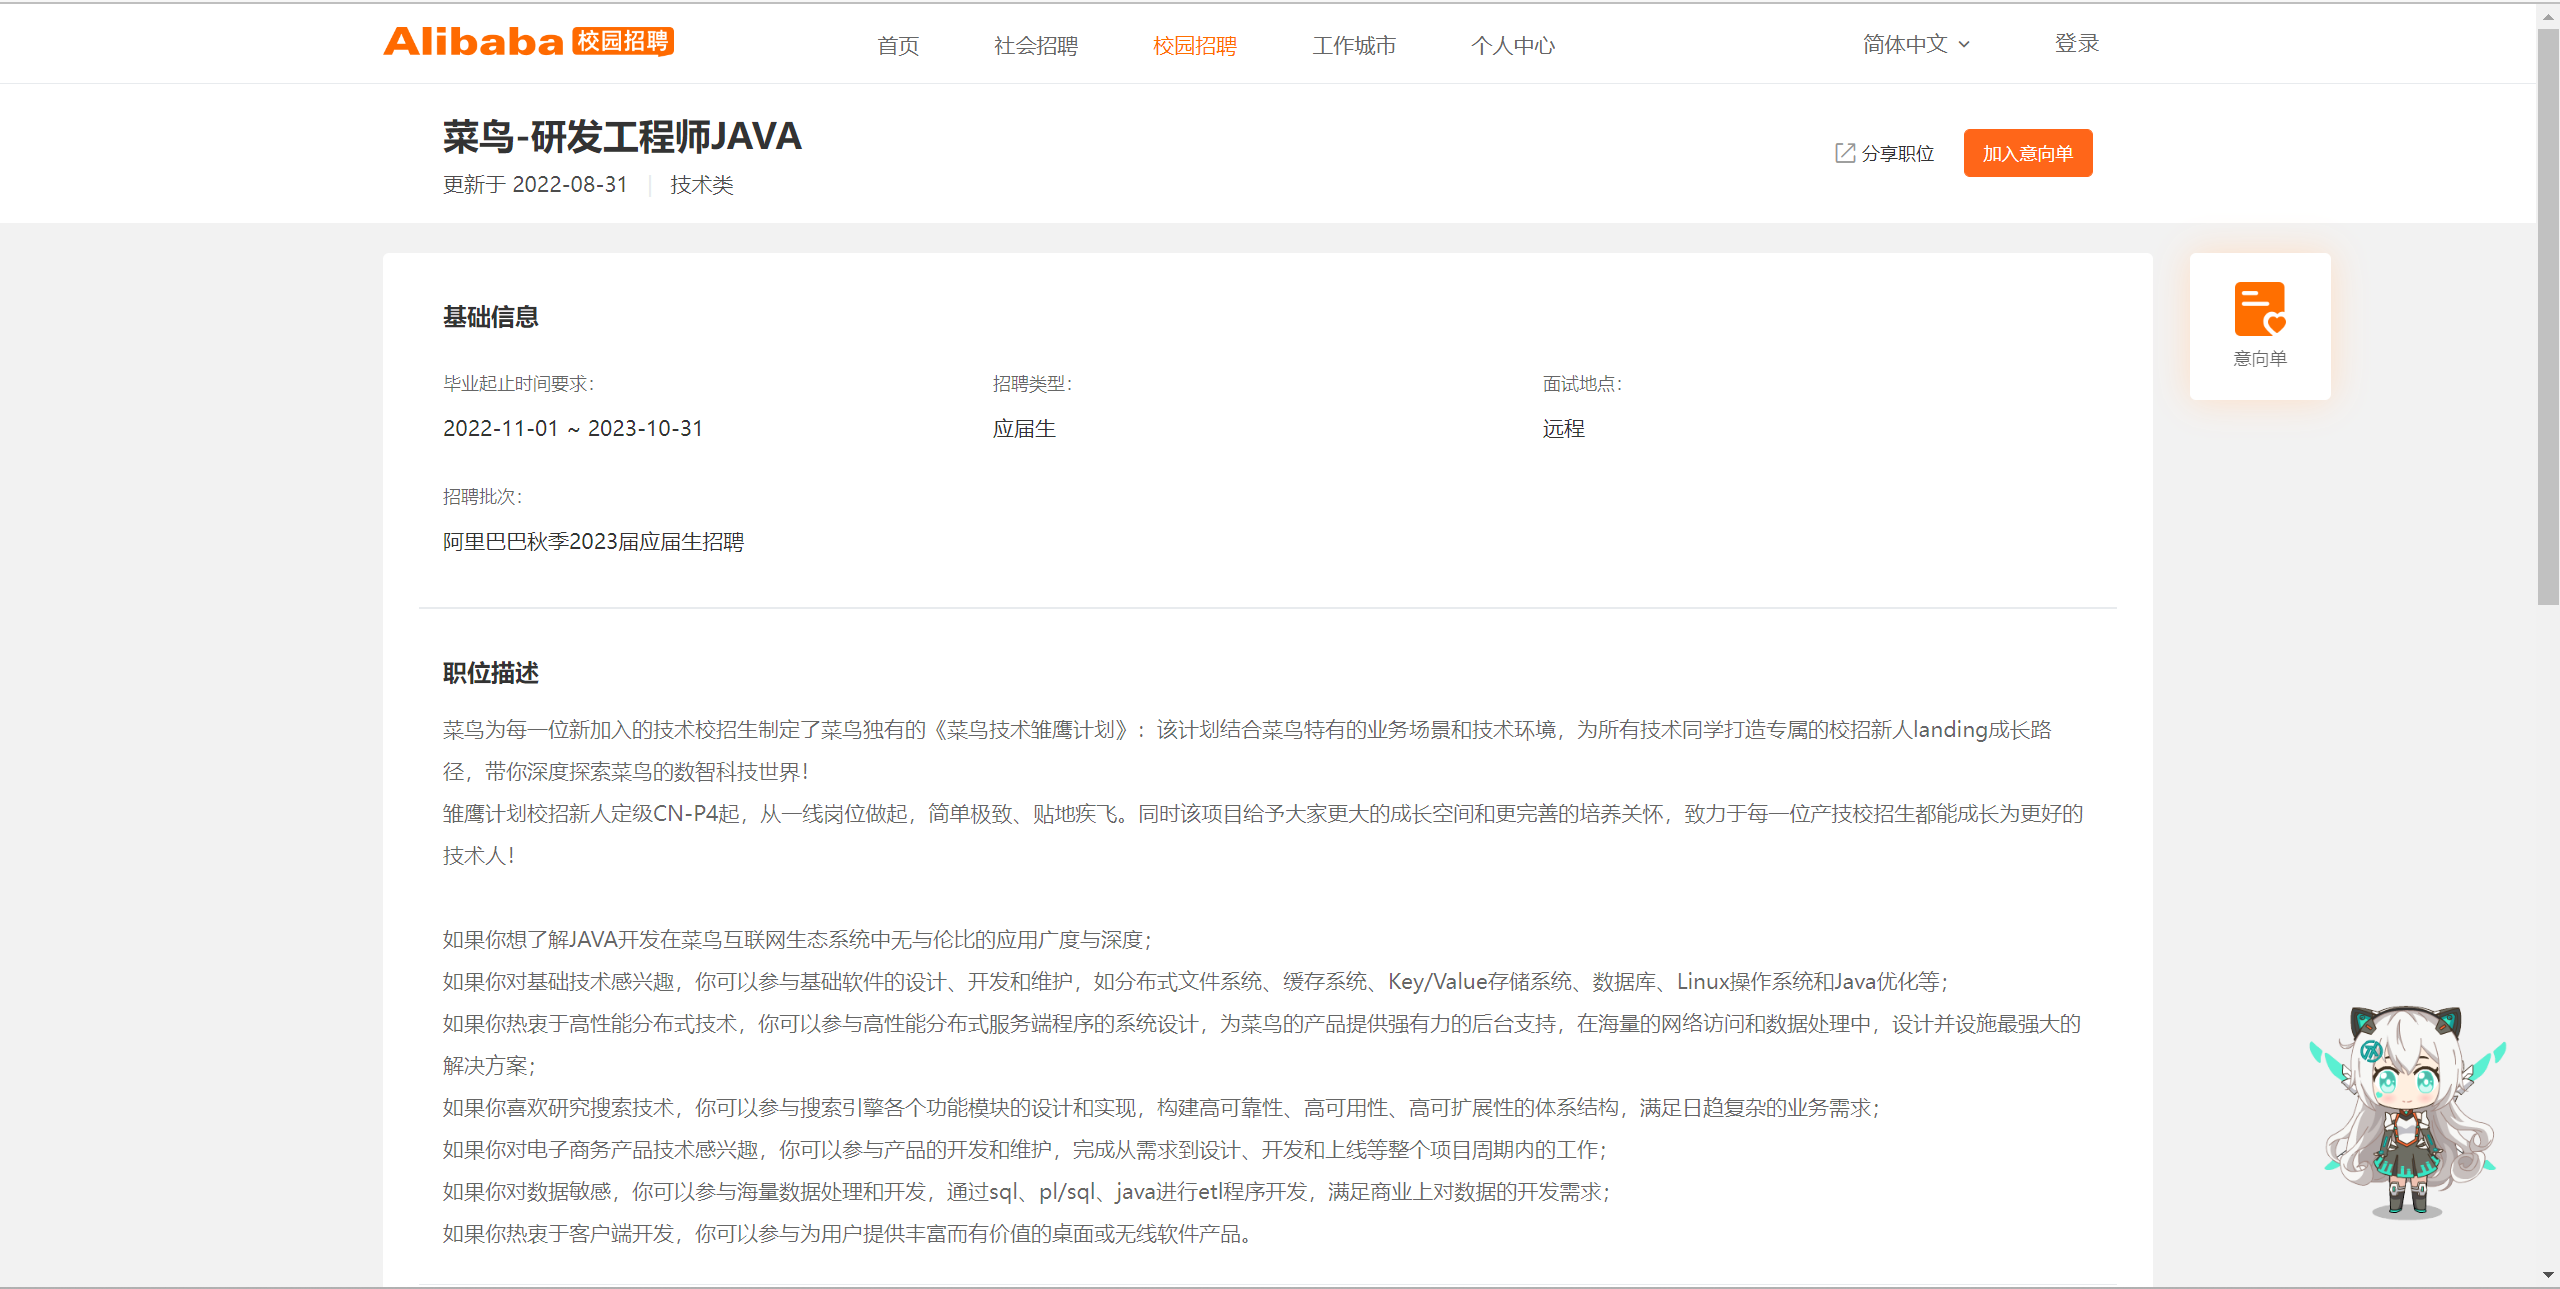 Alibaba 校园招聘
首页 社会招聘 校园招聘 工作城市 个人中心 简体中文 登录
菜鸟-研发工程师JAVA
更新于 2022-08-31 技术类
分享职位 加入意向单
意向单
基础信息
毕业起止时间要求： 招聘类型： 面试地点：
2022-11-01 ~ 2023-10-31 应届生 远程
招聘批次：
阿里巴巴秋季2023届应届生招聘
职位描述
菜鸟为每一位新加入的技术校招生制定了菜鸟独有的《菜鸟技术雏鹰计划》：该计划结合菜鸟特有的业务场景和技术环境，为所有技术同学打造专属的校招新人landing成长路
径，带你深度探索菜鸟的数智科技世界！
雏鹰计划校招新人定级CN-P4起，从一线岗位做起，简单极致、贴地疾飞。同时该项目给予大家更大的成长空间和更完善的培养关怀，致力于每一位产技校招生都能成长为更好的
技术人！
如果你想了解JAVA开发在菜鸟互联网生态系统中无与伦比的应用广度与深度；
如果你对基础技术感兴趣，你可以参与基础软件的设计、开发和维护，如分布式文件系统、缓存系统、Key/Value存储系统、数据库、Linux操作系统和Java优化等；
如果你热衷于高性能分布式技术，你可以参与高性能分布式服务端程序的系统设计，为菜鸟的产品提供强有力的后台支持，在海量的网络访问和数据处理中，设计并设施最强大的
解决方案；
如果你喜欢研究搜索技术，你可以参与搜索引擎各个功能模块的设计和实现，构建高可靠性、高可用性、高可扩展性的体系结构，满足日趋复杂的业务需求；
如果你对电子商务产品技术感兴趣，你可以参与产品的开发和维护，完成从需求到设计、开发和上线等整个项目周期内的工作；
如果你对数据敏感，你可以参与海量数据处理和开发，通过sql、pl/sql、java进行etl程序开发，满足商业上对数据的开发需求；
如果你热衷于客户端开发，你可以参与为用户提供丰富而有价值的桌面或无线软件产品。